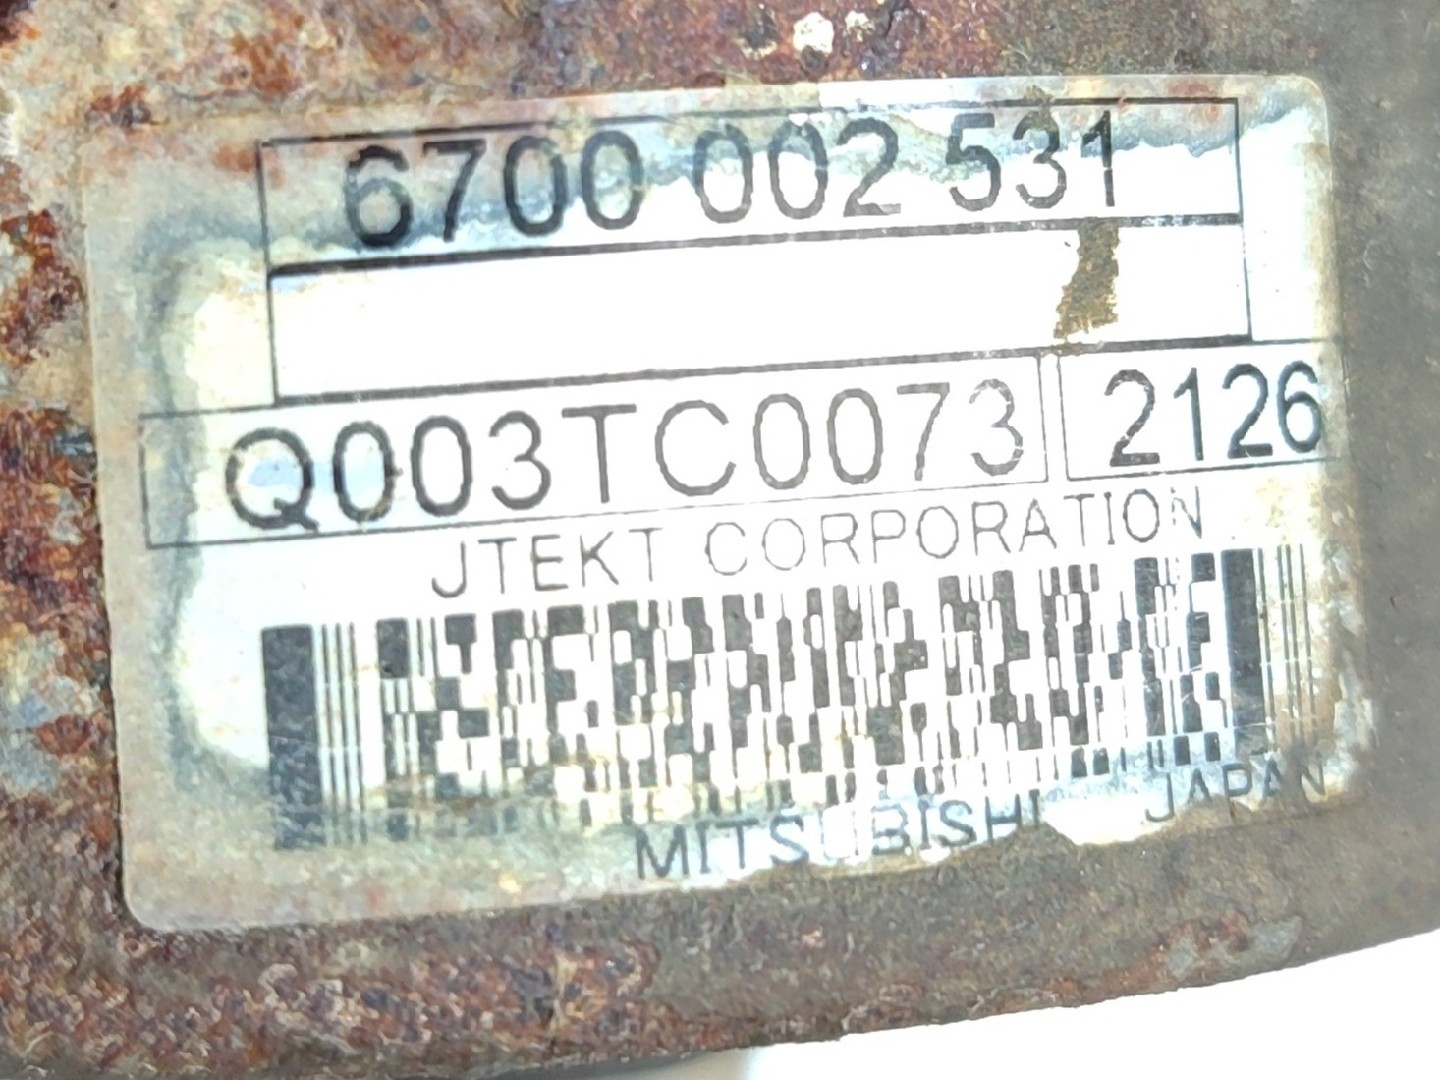 6700 002 531
Q003TC0073 2126
JTEKT CORPORATION
MITSUBISHI JAPAN